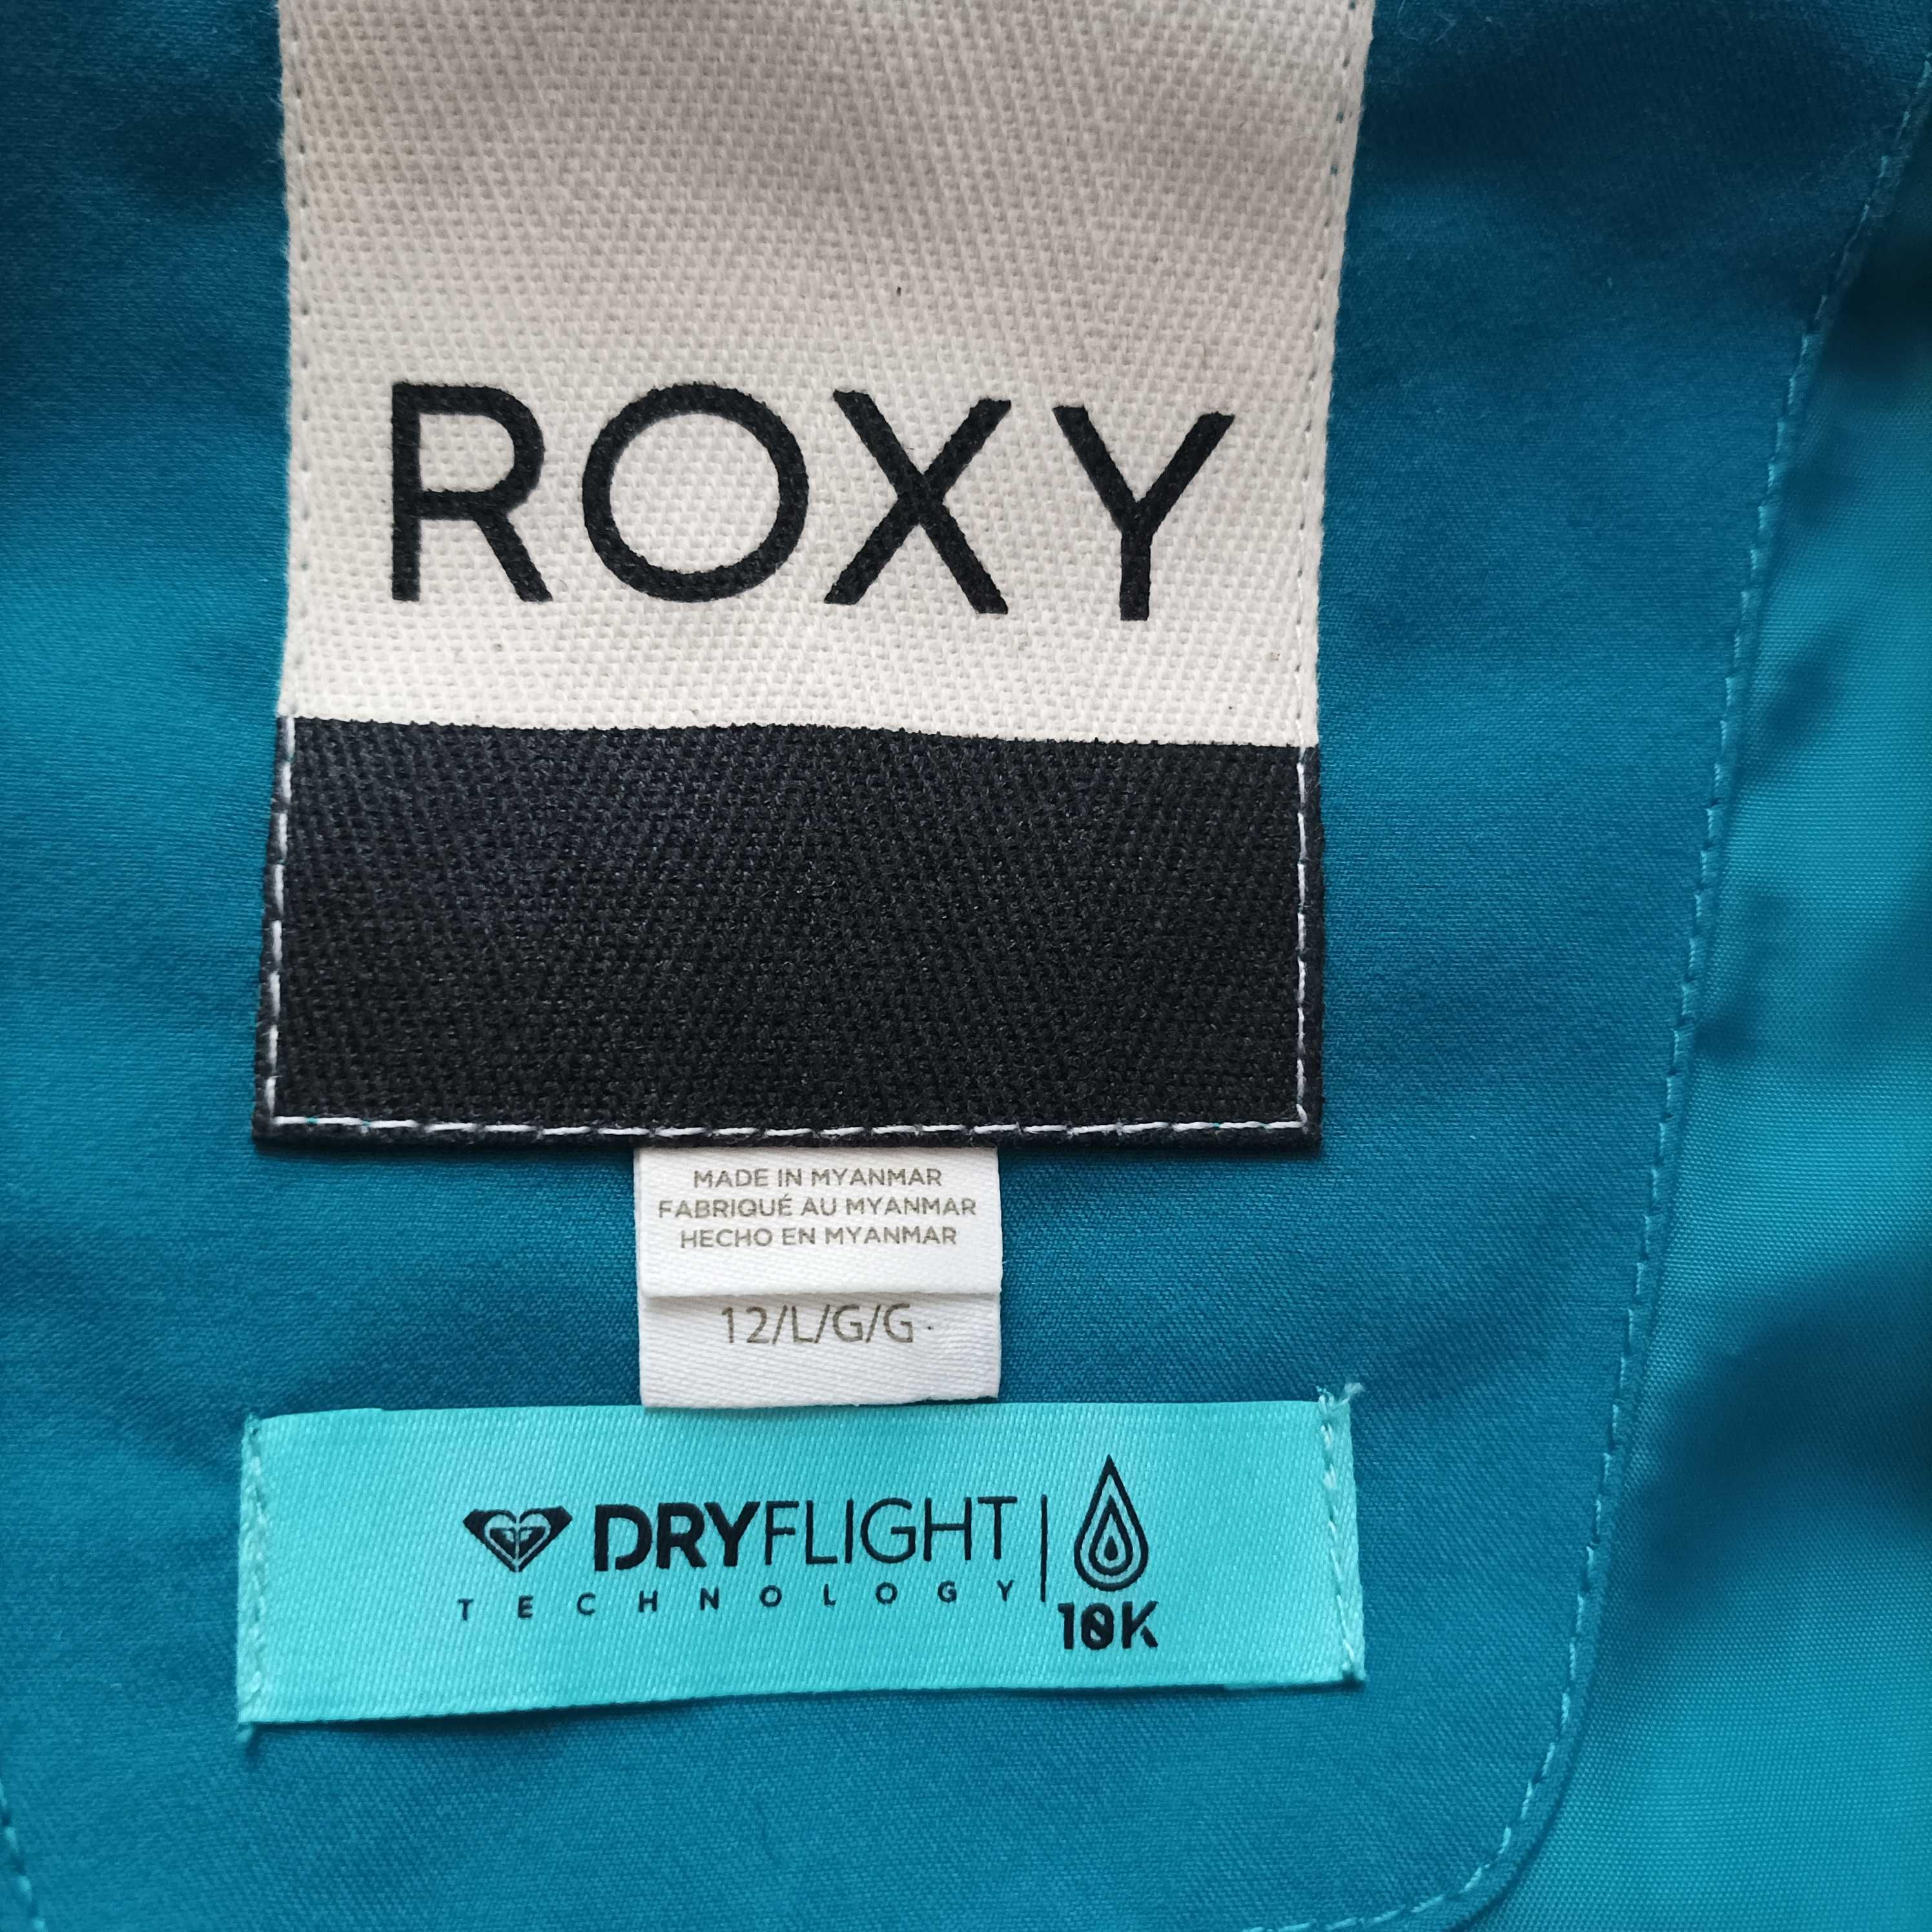 ROXY
MADE IN MYANMAR
FABRIQUÉ AU MYANMAR
HECHO EN MYANMAR
12/L/G/G
DRYFLIGHT
TECHNOLOGY
10K